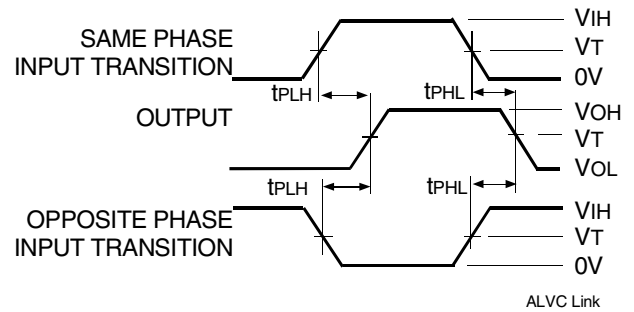 SAME PHASE
INPUT TRANSITION
VIH
VT
0V
tPLH
tPHL
OUTPUT
VOH
VT
VOL
tPLH
tPHL
OPPOSITE PHASE
INPUT TRANSITION
VIH
VT
0V
ALVC Link